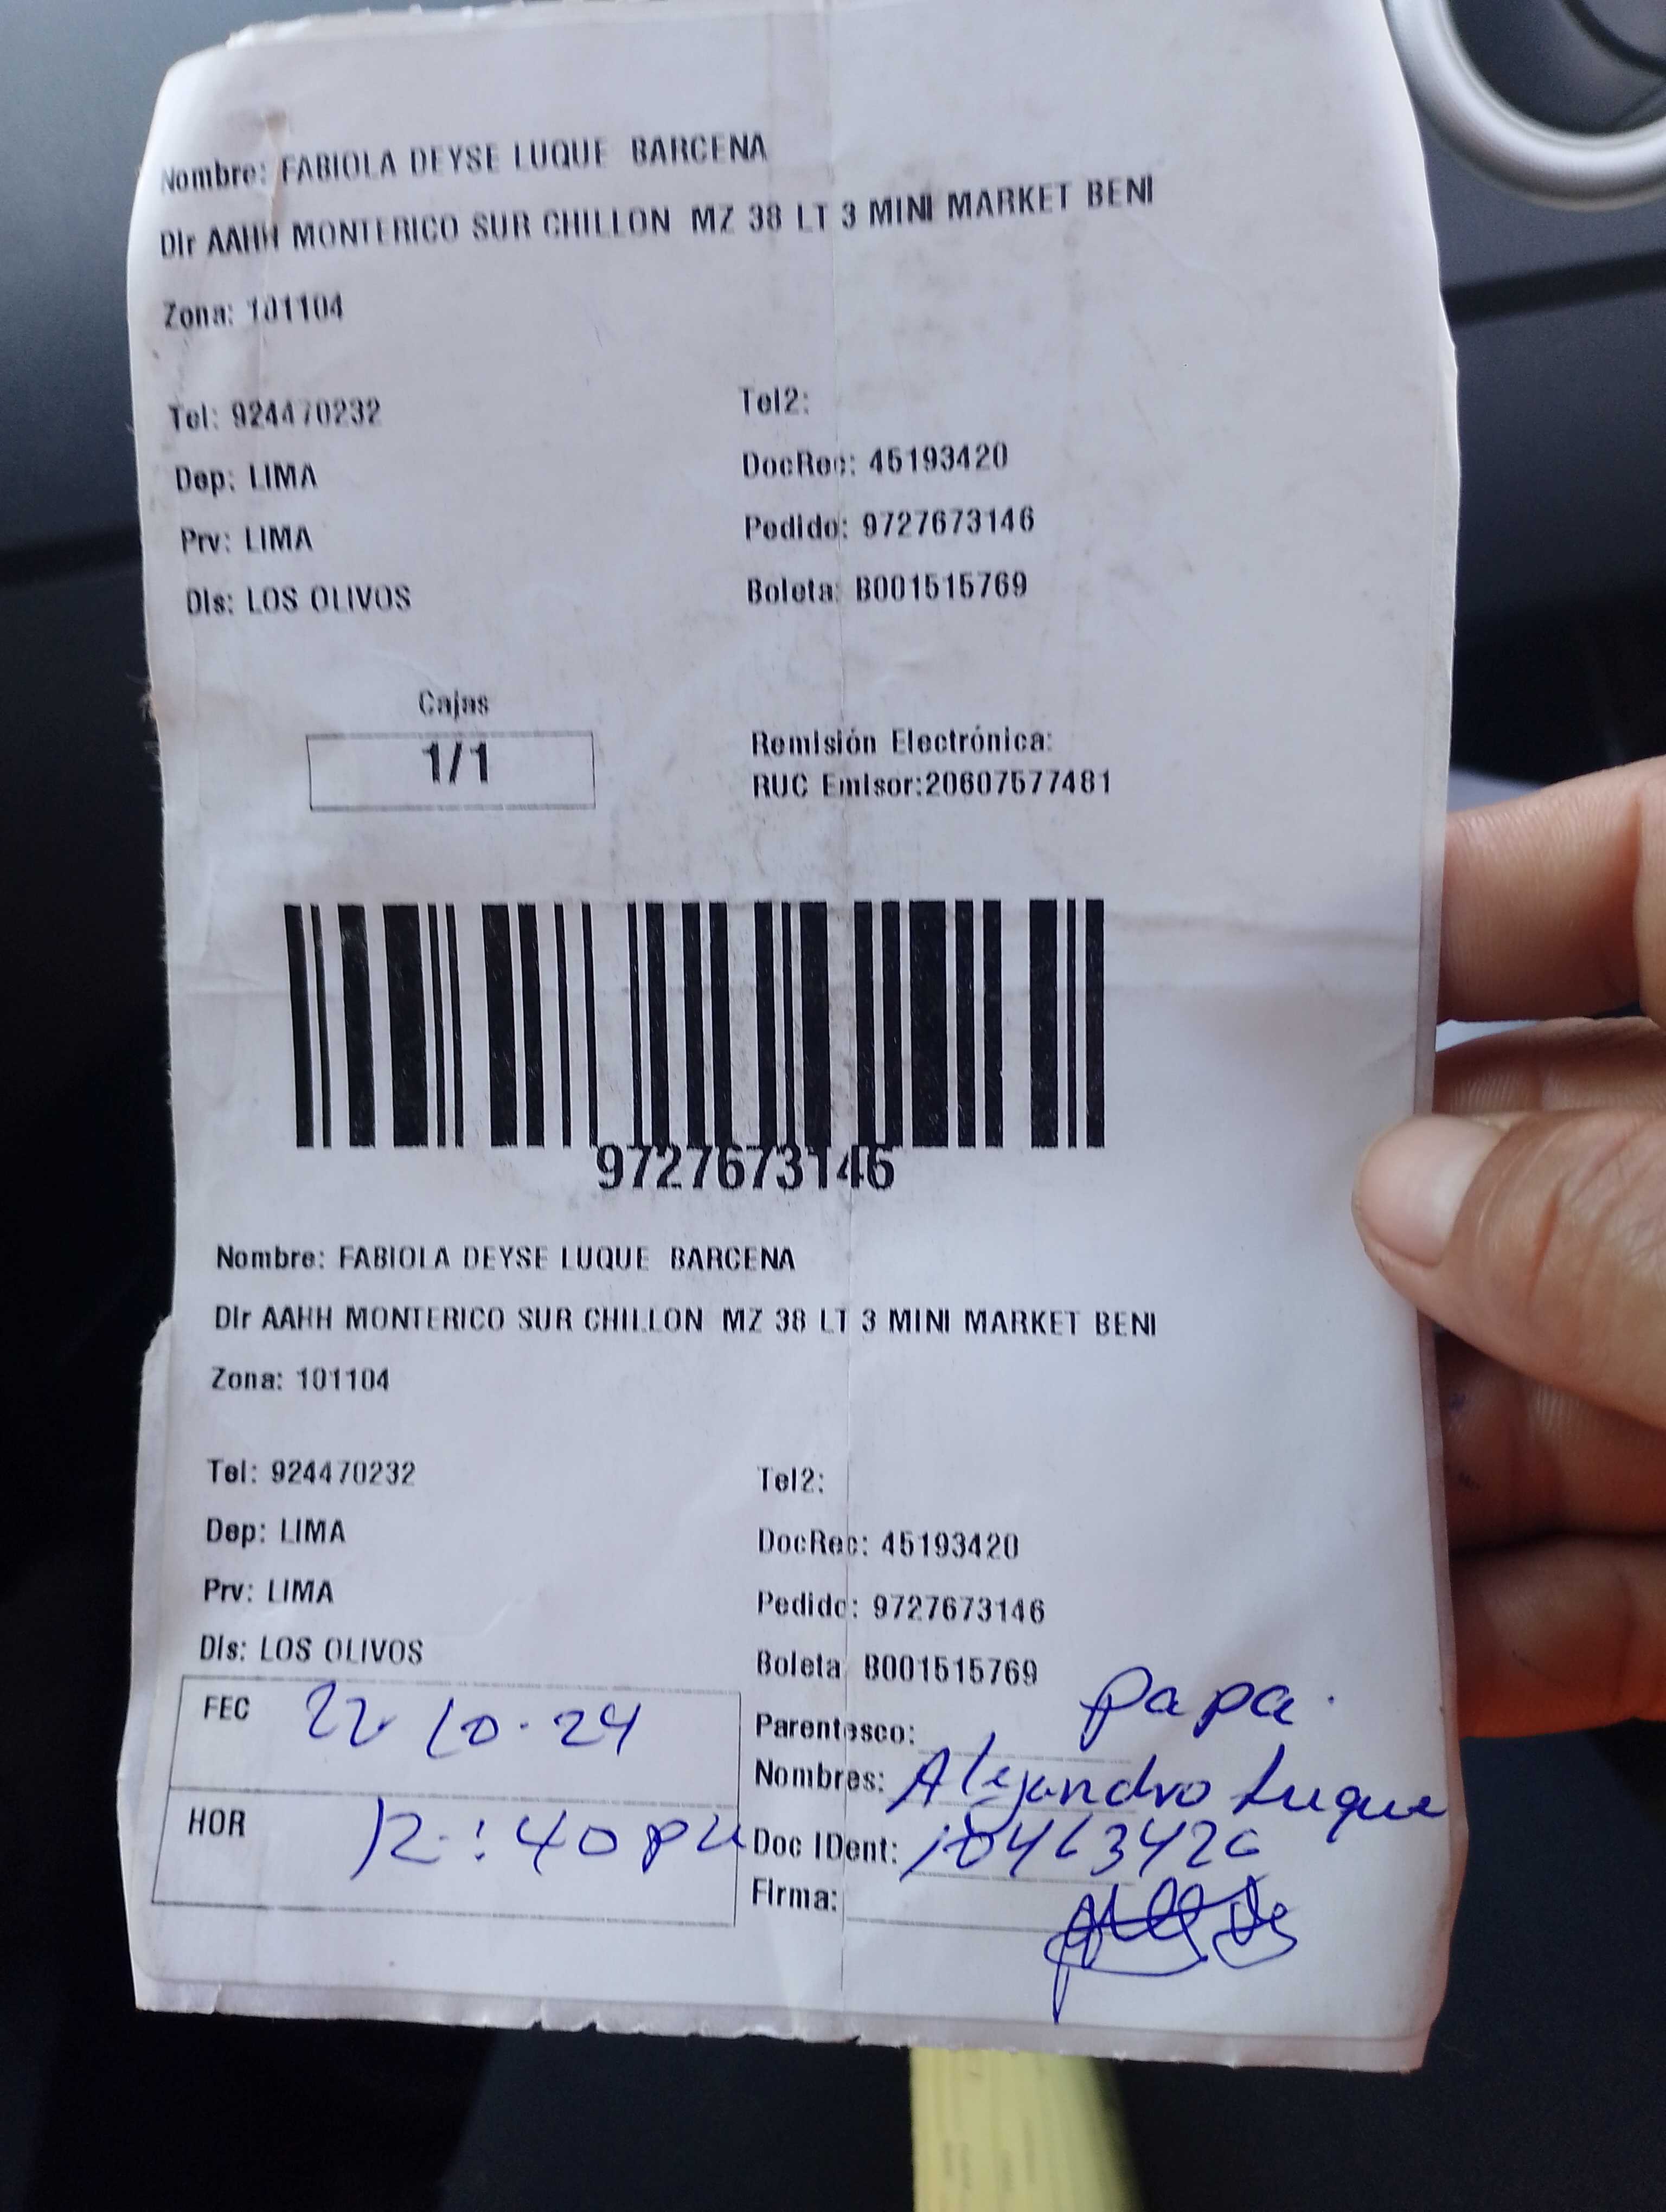 Nombre: FABIOLA DEYSE LUQUE BARCENA
Dir AAHH MONTERICO SUR CHILLON MZ 38 LT 3 MINI MARKET BENI
Zona: 101104
Tel: 924470232 Tel2:
Dep: LIMA DocRec: 45193420
Prv: LIMA Pedido: 9727673146
Dis: LOS OLIVOS Boleta: B001515769
Cajas
1/1
Remisión Electrónica:
RUC Emisor:20607577481
9727673146
Nombre: FABIOLA DEYSE LUQUE BARCENA
Dir AAHH MONTERICO SUR CHILLON MZ 38 LT 3 MINI MARKET BENI
Zona: 101104
Tel: 924470232 Tel2:
Dep: LIMA DocRec: 45193420
Prv: LIMA Pedido: 9727673146
Dis: LOS OLIVOS Boleta B001515769
FEC 22 10.24
Parentesco: papa.
Nombres: Alejandro Luque
HOR 12:40 PM
Doc IDent:
Firma: